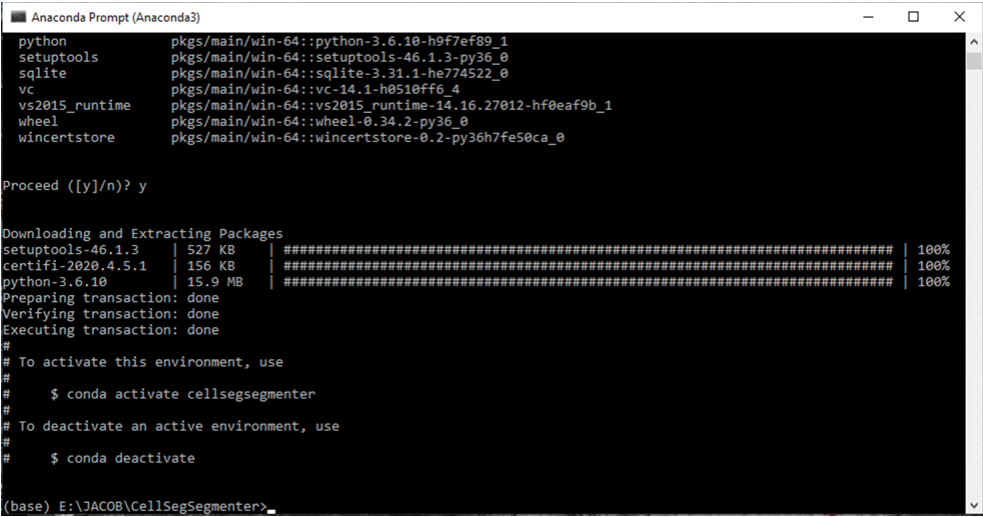 Anaconda Prompt (Anaconda3)
python pkgs/main/win-64::python-3.6.10-h9f7ef89_1
setuptools pkgs/main/win-64::setuptools-46.1.3-py36_0
sqlite pkgs/main/win-64::sqlite-3.31.1-he774522_0
vc pkgs/main/win-64::vc-14.1-h0510ff6_4
vs2015_runtime pkgs/main/win-64::vs2015_runtime-14.16.27012-hf0eaf9b_1
wheel pkgs/main/win-64::wheel-0.34.2-py36_0
wincertstore pkgs/main/win-64::wincertstore-0.2-py36h7fe50ca_0
Proceed ([y]/n)? y
Downloading and Extracting Packages
setuptools-46.1.3 | 527 KB | ############################################################################ | 100%
certifi-2020.4.5.1 | 156 KB | ############################################################################ | 100%
python-3.6.10 | 15.9 MB | ############################################################################ | 100%
Preparing transaction: done
Verifying transaction: done
Executing transaction: done
#
# To activate this environment, use
#
# $ conda activate cellsegsegmenter
#
# To deactivate an active environment, use
#
# $ conda deactivate
(base) E:\JACOB\CellSegSegmenter>_